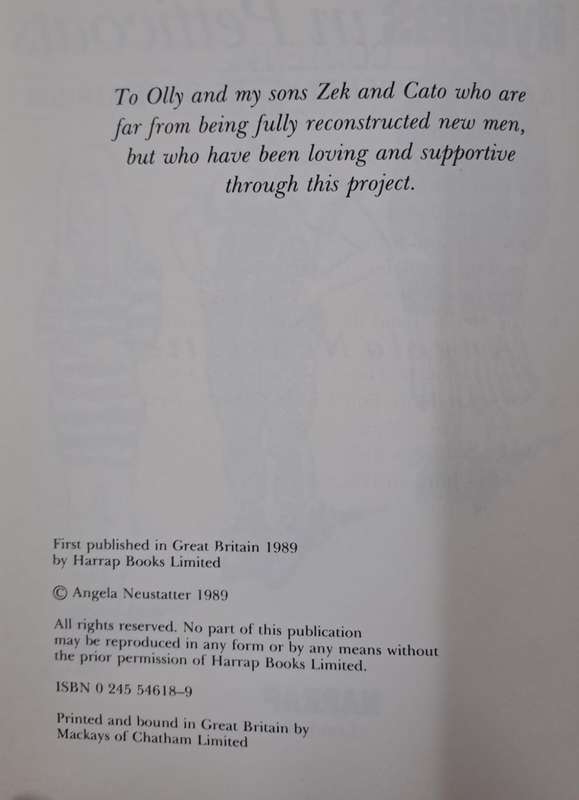 To Olly and my sons Zek and Cato who are
far from being fully reconstructed new men,
but who have been loving and supportive
through this project.
First published in Great Britain 1989
by Harrap Books Limited
© Angela Neustatter 1989
All rights reserved. No part of this publication
may be reproduced in any form or by any means without
the prior permission of Harrap Books Limited.
ISBN 0 245 54618–9
Printed and bound in Great Britain by
Mackays of Chatham Limited